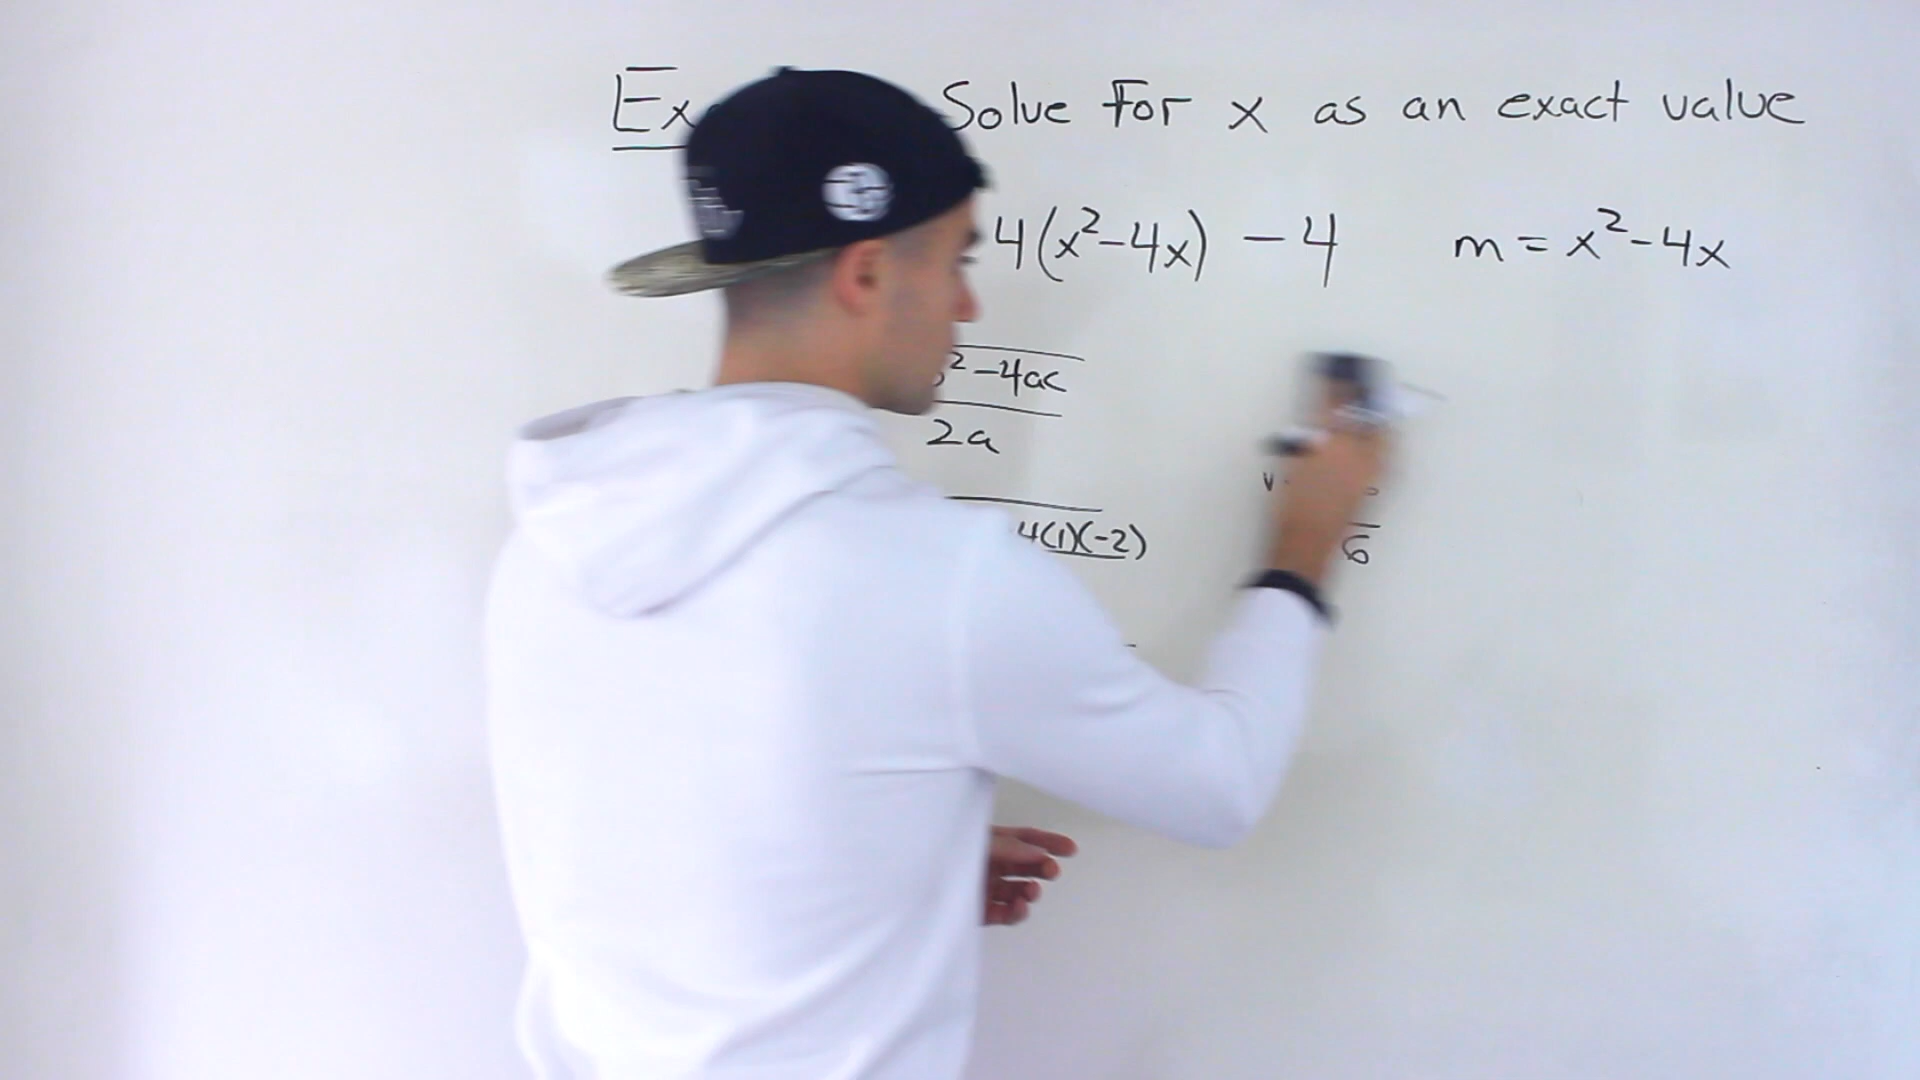 Ex Solve For x as an exact value
4(x²-4x) - 4 m = x²-4x
² -4ac
2a
4(1)(-2)
6